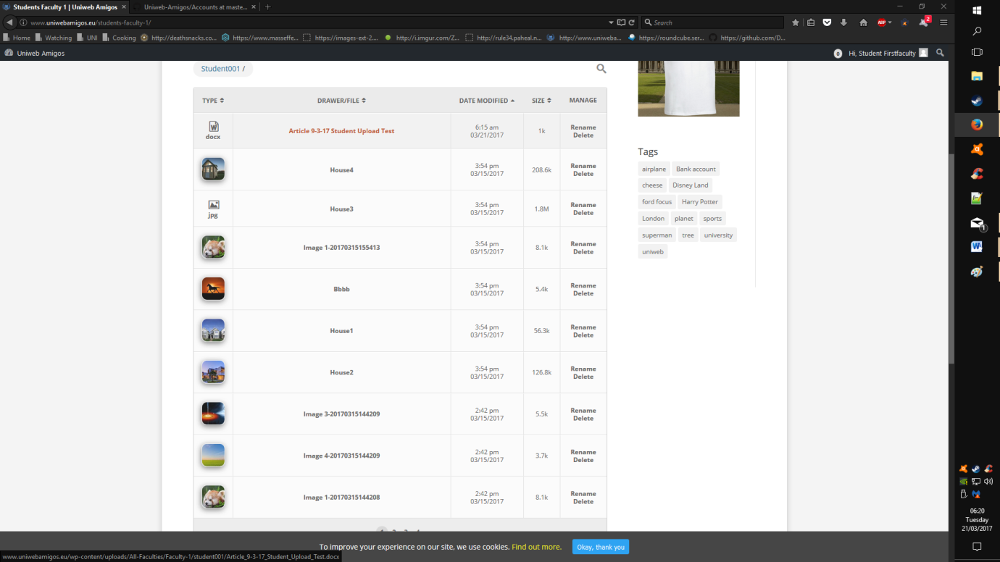 Students Faculty 1 | Uniweb Amigos
Uniweb-Amigos/Accounts at maste...
www.uniwebamigos.eu/students-faculty-1/
Search
ABP
2
Home
Watching
UNI
Cooking
http://deathsnacks.co...
https://www.masseffe...
https://images-ext-2....
http://i.imgur.com/Z...
http://rule34.paheal.n...
http://www.uniweba...
https://roundcube.ser...
https://github.com/D...
Uniweb Amigos
0
Hi, Student Firstfaculty
Student001 /
TYPE DRAWER/FILE DATE MODIFIED SIZE MANAGE
docx
Article 9-3-17 Student Upload Test
6:15 am
03/21/2017
1k
Rename
Delete
House4
3:54 pm
03/15/2017
208.6k
Rename
Delete
jpg
House3
3:54 pm
03/15/2017
1.8M
Rename
Delete
Image 1-20170315155413
3:54 pm
03/15/2017
8.1k
Rename
Delete
Bbbb
3:54 pm
03/15/2017
5.4k
Rename
Delete
House1
3:54 pm
03/15/2017
56.3k
Rename
Delete
House2
3:54 pm
03/15/2017
126.8k
Rename
Delete
Image 3-20170315144209
2:42 pm
03/15/2017
5.5k
Rename
Delete
Image 4-20170315144209
2:42 pm
03/15/2017
3.7k
Rename
Delete
Image 1-20170315144208
2:42 pm
03/15/2017
8.1k
Rename
Delete
Tags
airplane Bank account
cheese Disney Land
ford focus Harry Potter
London planet sports
superman tree university
uniweb
To improve your experience on our site, we use cookies. Find out more. Okay, thank you
www.uniwebamigos.eu/wp-content/uploads/All-Faculties/Faculty-1/student001/Article_9-3-17_Student_Upload_Test.docx
1
06:20
Tuesday
21/03/2017